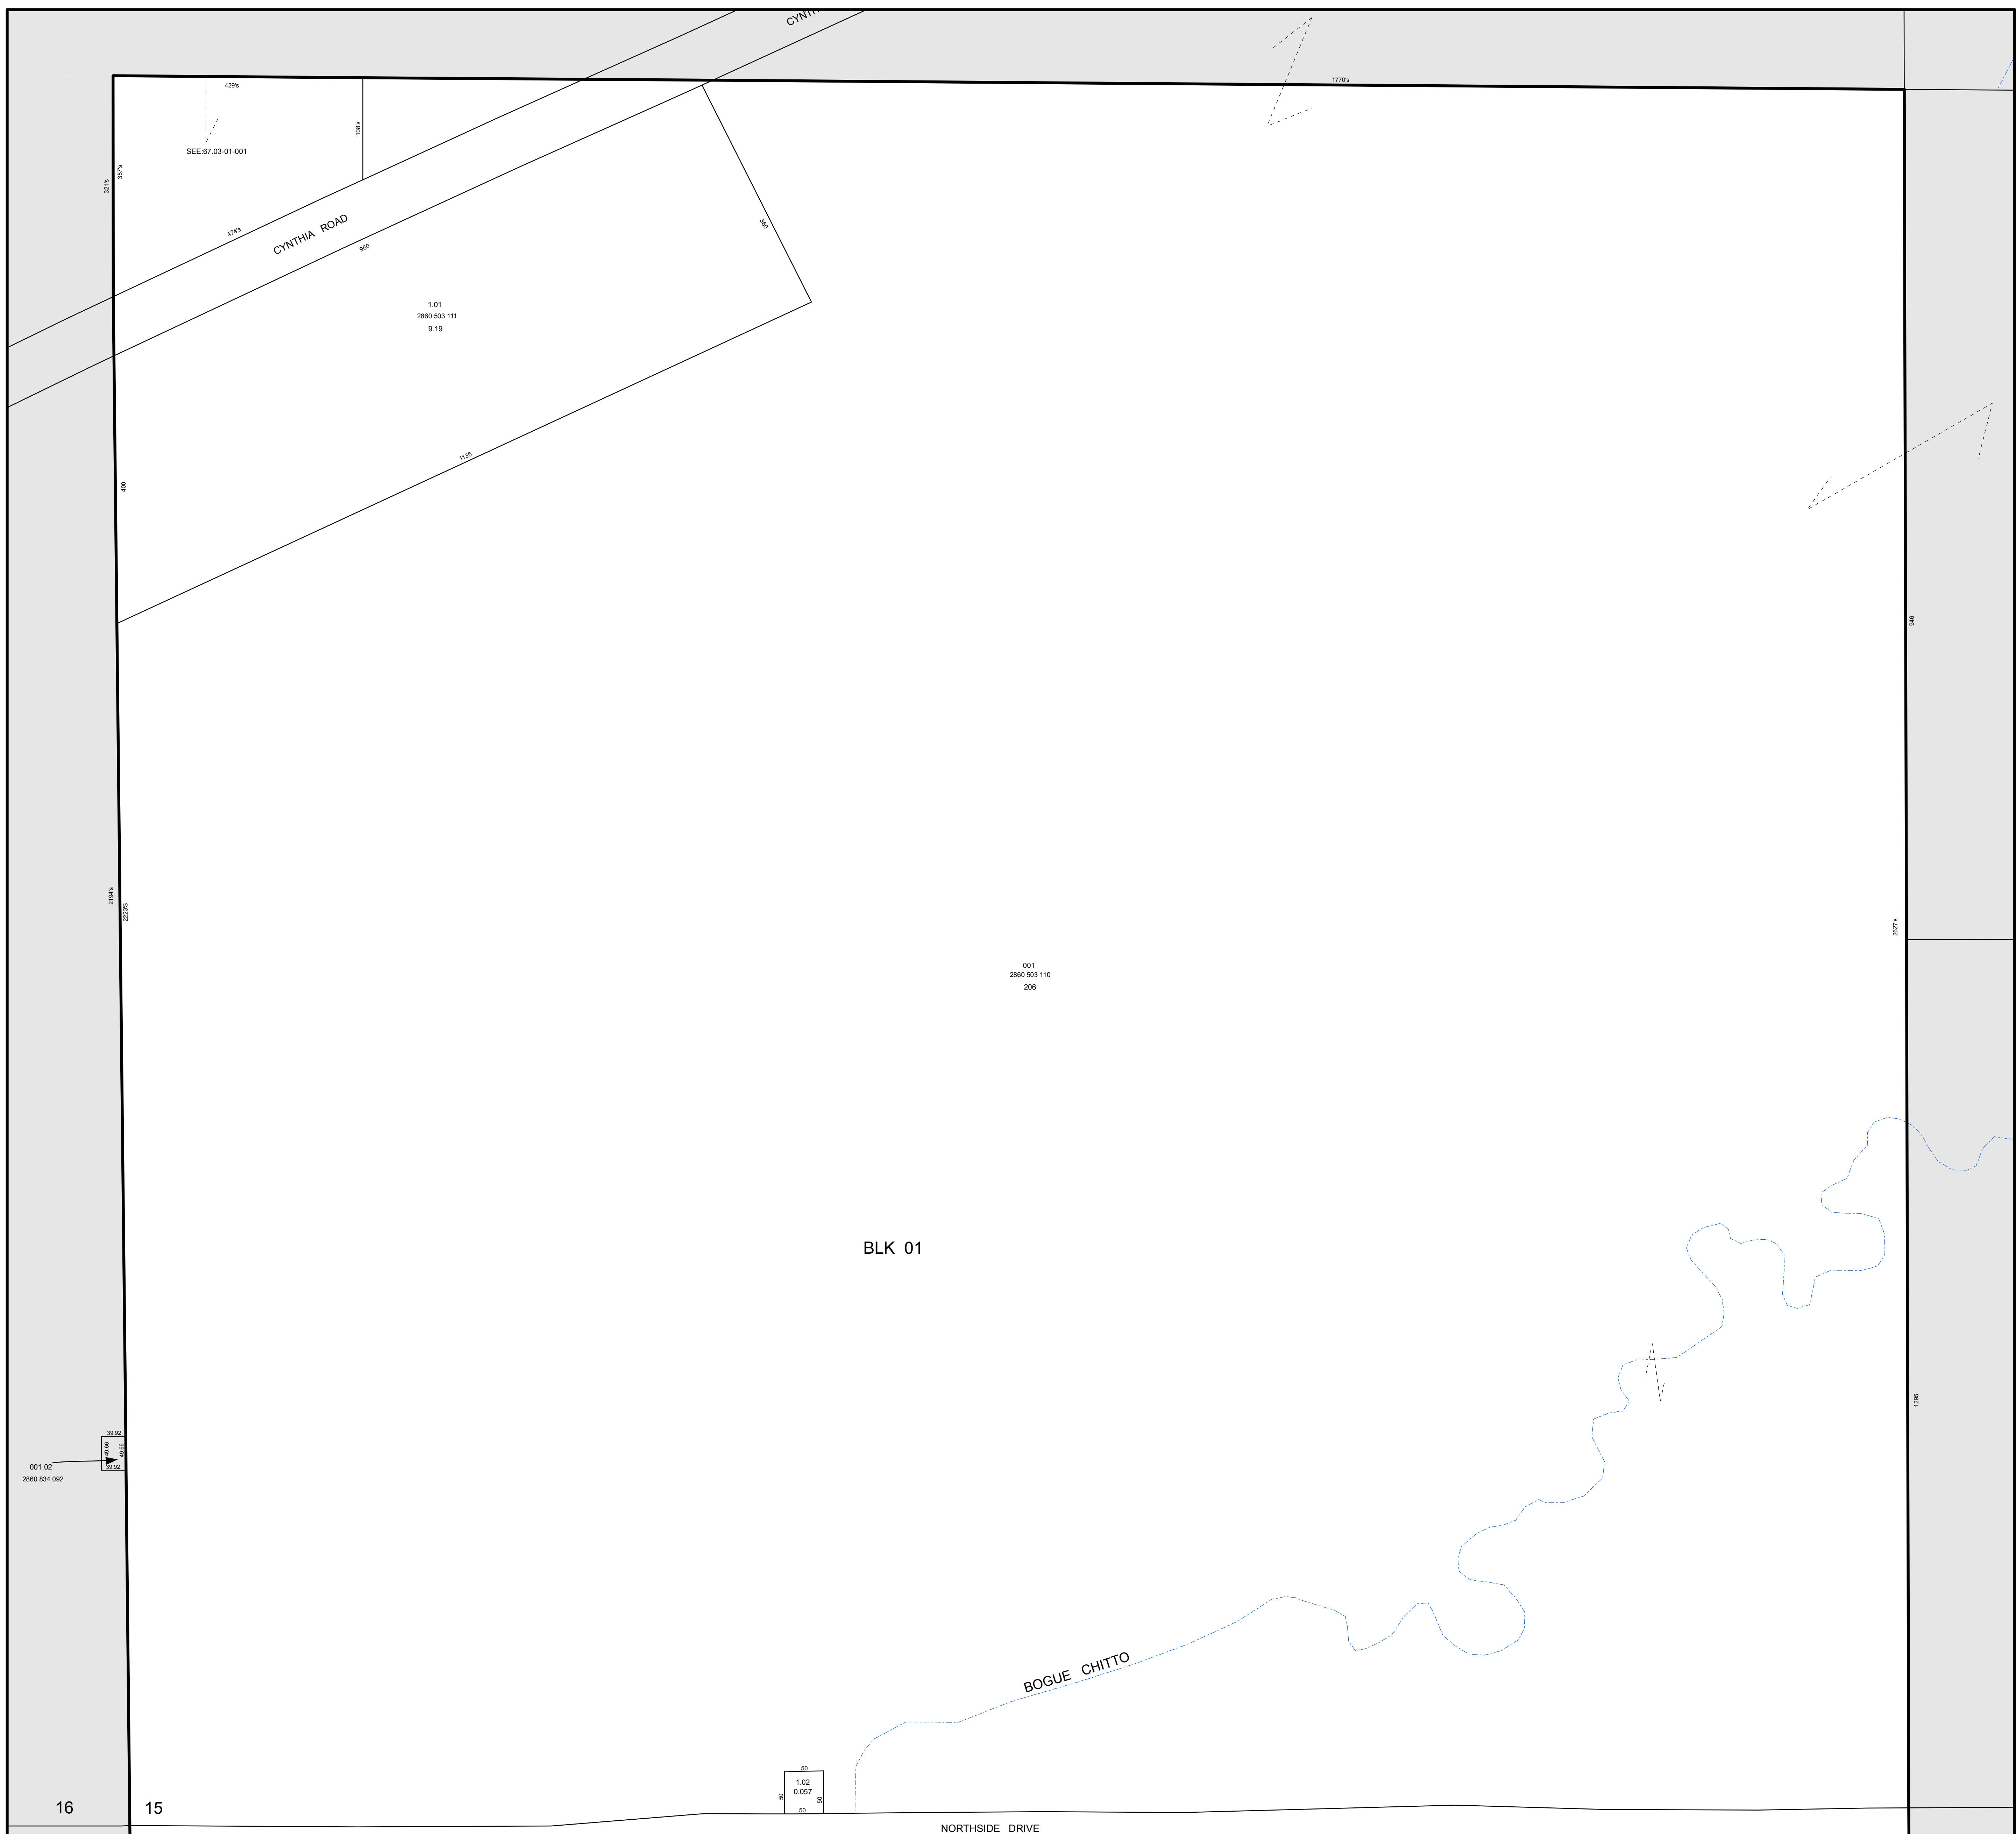 CYNTH
1770's
429's
108's
SEE:67.03-01-001
357's
321's
474's
CYNTHIA ROAD
960
360
1.01
2860 503 111
9.19
1135
400
946
2194's
2223'S
2627's
001
2860 503 110
206
BLK 01
1295
39.92
49.66
49.66
39.92
001.02
2860 834 092
BOGUE CHITTO
50
1.02
0.057
50
50
50
16
15
NORTHSIDE DRIVE